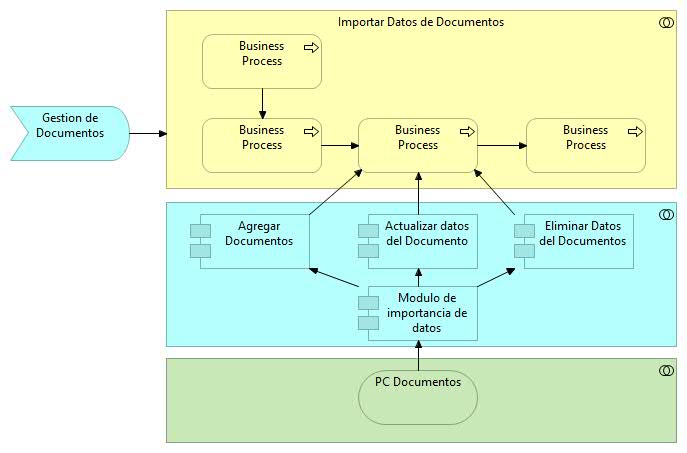 Importar Datos de Documentos
Business
Process
Gestion de
Documentos
Business
Process
Business
Process
Business
Process
Agregar
Documentos
Actualizar datos
del Documento
Eliminar Datos
del Documentos
Modulo de
importancia de
datos
PC Documentos